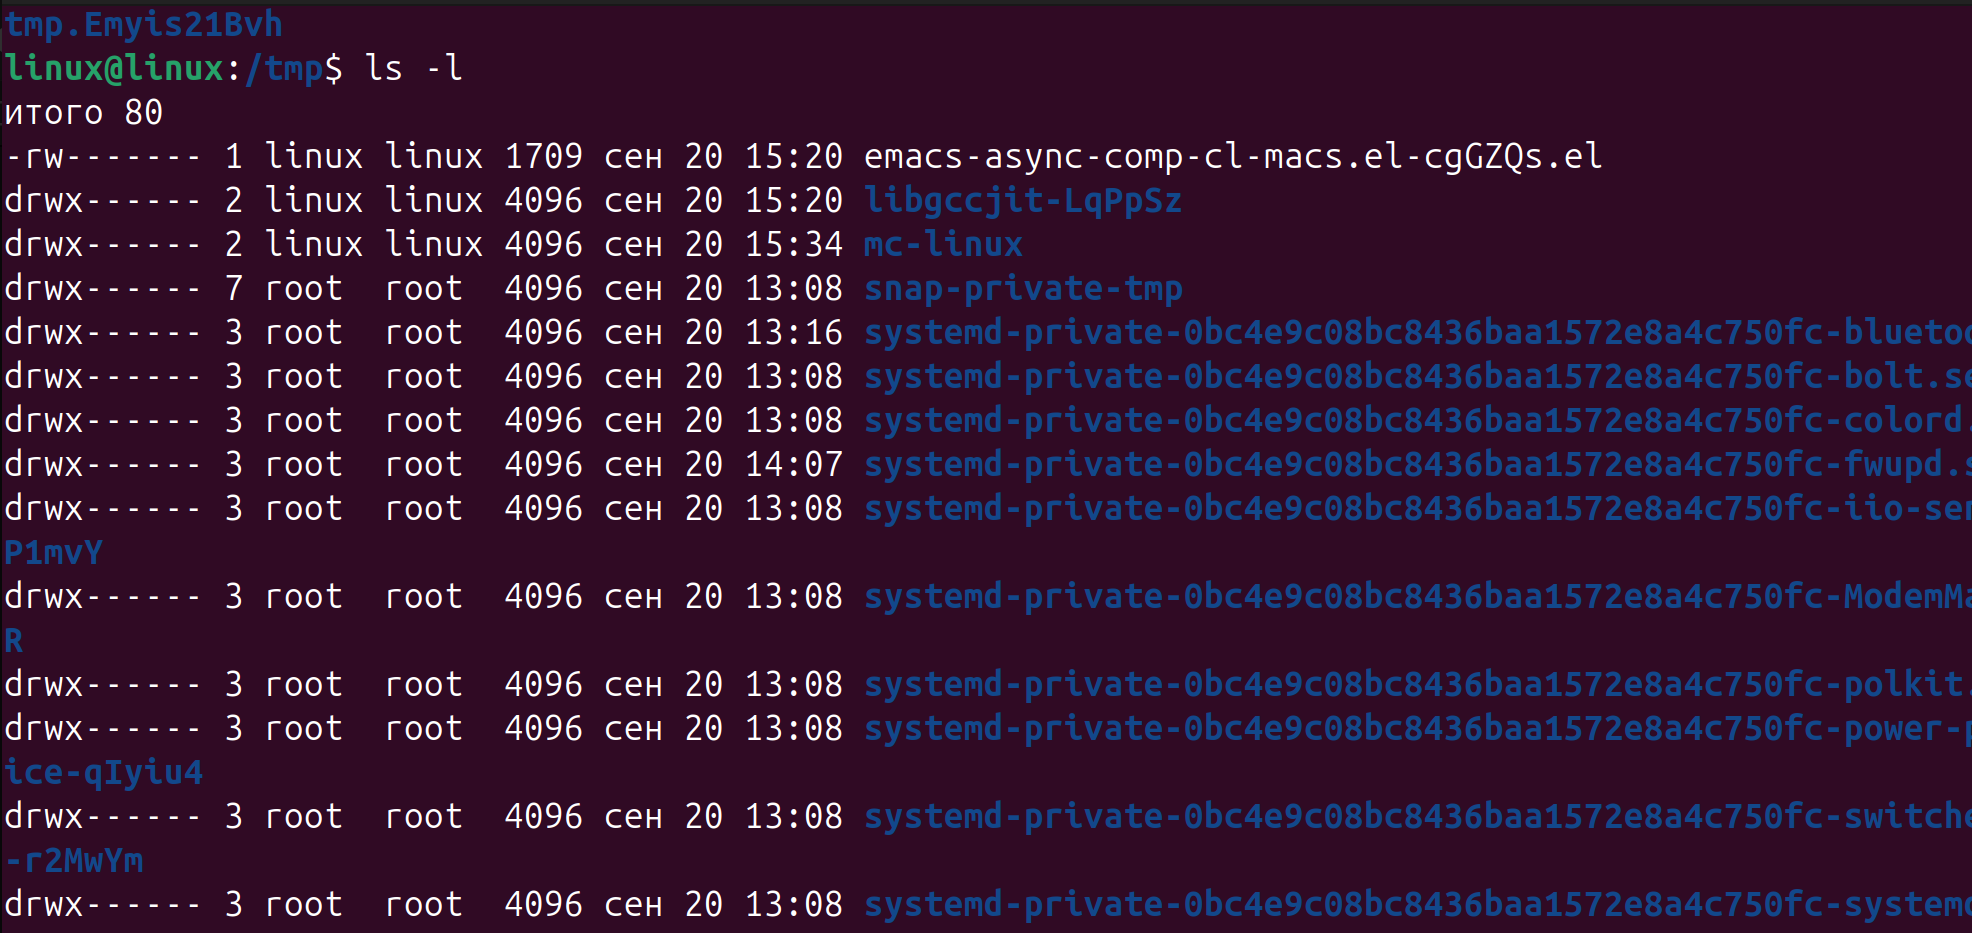 tmp.Emyis21Bvh
linux@linux:/tmp$ ls -l
итого 80
-rw------- 1 linux linux 1709 сен 20 15:20 emacs-async-comp-cl-macs.el-cgGZQs.el
drwx------ 2 linux linux 4096 сен 20 15:20 libgccjit-LqPpSz
drwx------ 2 linux linux 4096 сен 20 15:34 mc-linux
drwx------ 7 root  root  4096 сен 20 13:08 snap-private-tmp
drwx------ 3 root  root  4096 сен 20 13:16 systemd-private-0bc4e9c08bc8436baa1572e8a4c750fc-bluetoo
drwx------ 3 root  root  4096 сен 20 13:08 systemd-private-0bc4e9c08bc8436baa1572e8a4c750fc-bolt.se
drwx------ 3 root  root  4096 сен 20 13:08 systemd-private-0bc4e9c08bc8436baa1572e8a4c750fc-colord.
drwx------ 3 root  root  4096 сен 20 14:07 systemd-private-0bc4e9c08bc8436baa1572e8a4c750fc-fwupd.s
drwx------ 3 root  root  4096 сен 20 13:08 systemd-private-0bc4e9c08bc8436baa1572e8a4c750fc-iio-sen
P1mvY
drwx------ 3 root  root  4096 сен 20 13:08 systemd-private-0bc4e9c08bc8436baa1572e8a4c750fc-ModemMa
R
drwx------ 3 root  root  4096 сен 20 13:08 systemd-private-0bc4e9c08bc8436baa1572e8a4c750fc-polkit.
drwx------ 3 root  root  4096 сен 20 13:08 systemd-private-0bc4e9c08bc8436baa1572e8a4c750fc-power-p
ice-qIyiu4
drwx------ 3 root  root  4096 сен 20 13:08 systemd-private-0bc4e9c08bc8436baa1572e8a4c750fc-switche
-r2MwYm
drwx------ 3 root  root  4096 сен 20 13:08 systemd-private-0bc4e9c08bc8436baa1572e8a4c750fc-systemd